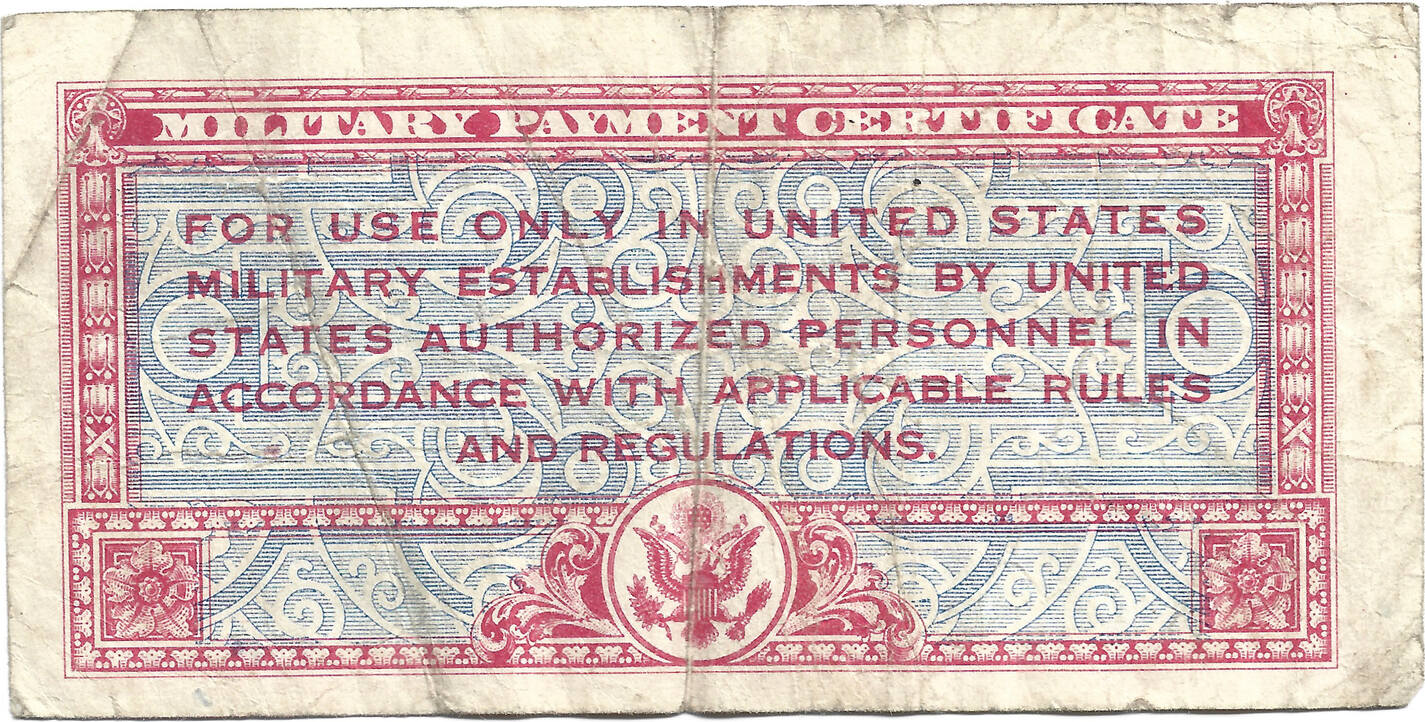 MILITARY PAYMENT CERTIFICATE
FOR USE ONLY IN UNITED STATES
MILITARY ESTABLISHMENTS BY UNITED
STATES AUTHORIZED PERSONNEL IN
ACCORDANCE WITH APPLICABLE RULES
AND REGULATIONS.